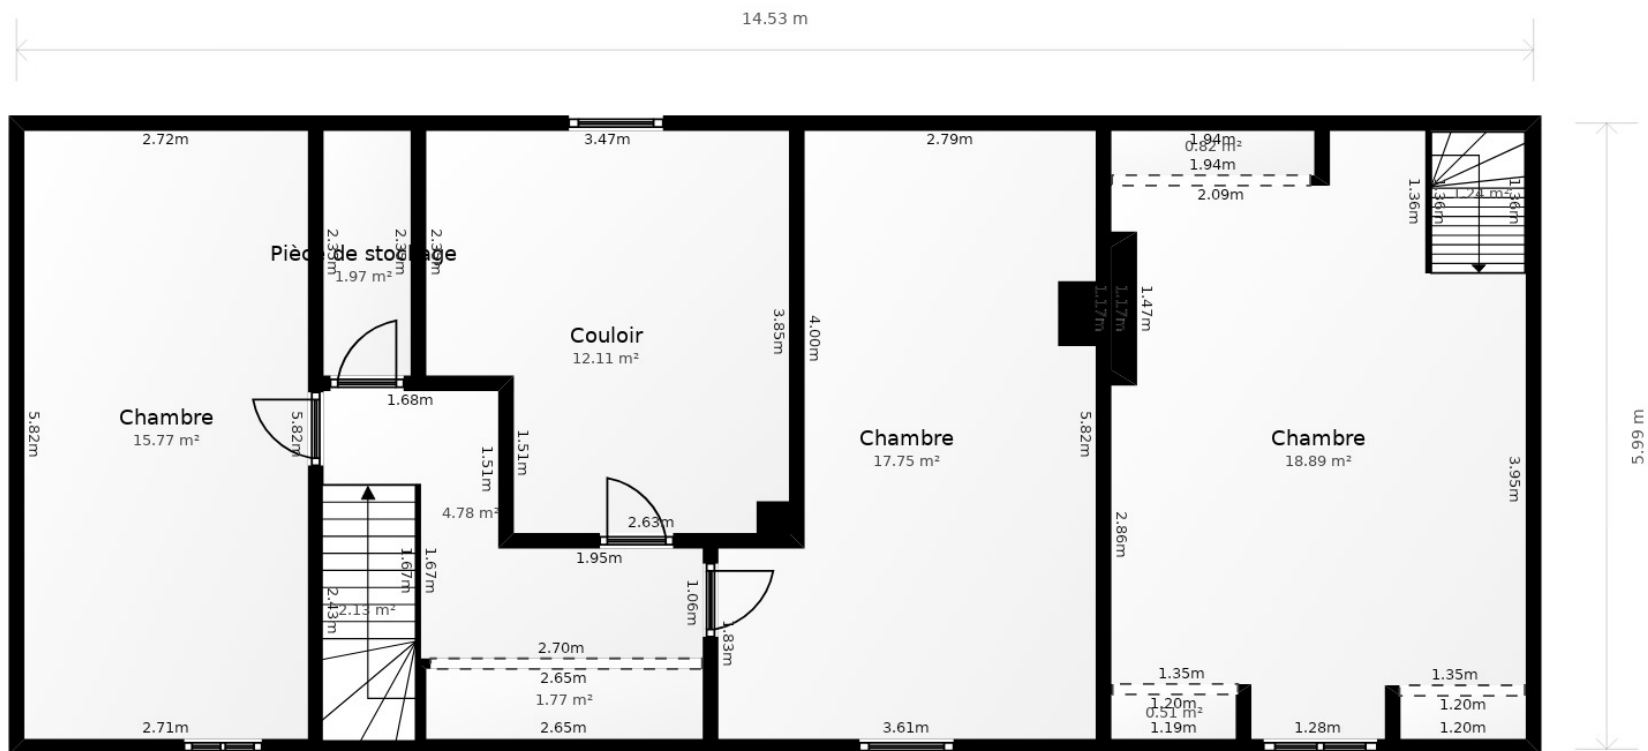 14.53 m
2.72m
3.47m
2.79m
1.94m
0.82 m²
1.94m
2.09m
1.36m
1.36m
1.24 m²
1.36m
2.35m
Pièce de stockage
1.97 m²
1.17m
1.17m
1.47m
Couloir
12.11 m²
3.85m
4.00m
1.68m
Chambre
15.77 m²
5.82m
5.82m
1.51m
1.51m
Chambre
17.75 m²
5.82m
Chambre
18.89 m²
3.95m
5.99 m
4.78 m²
2.63m
1.95m
2.86m
1.67m
1.67m
2.43m
2.13 m²
1.06m
1.83m
2.70m
2.65m
1.77 m²
2.65m
1.35m
1.20m
0.51 m²
1.19m
1.35m
1.20m
1.20m
2.71m
3.61m
1.28m